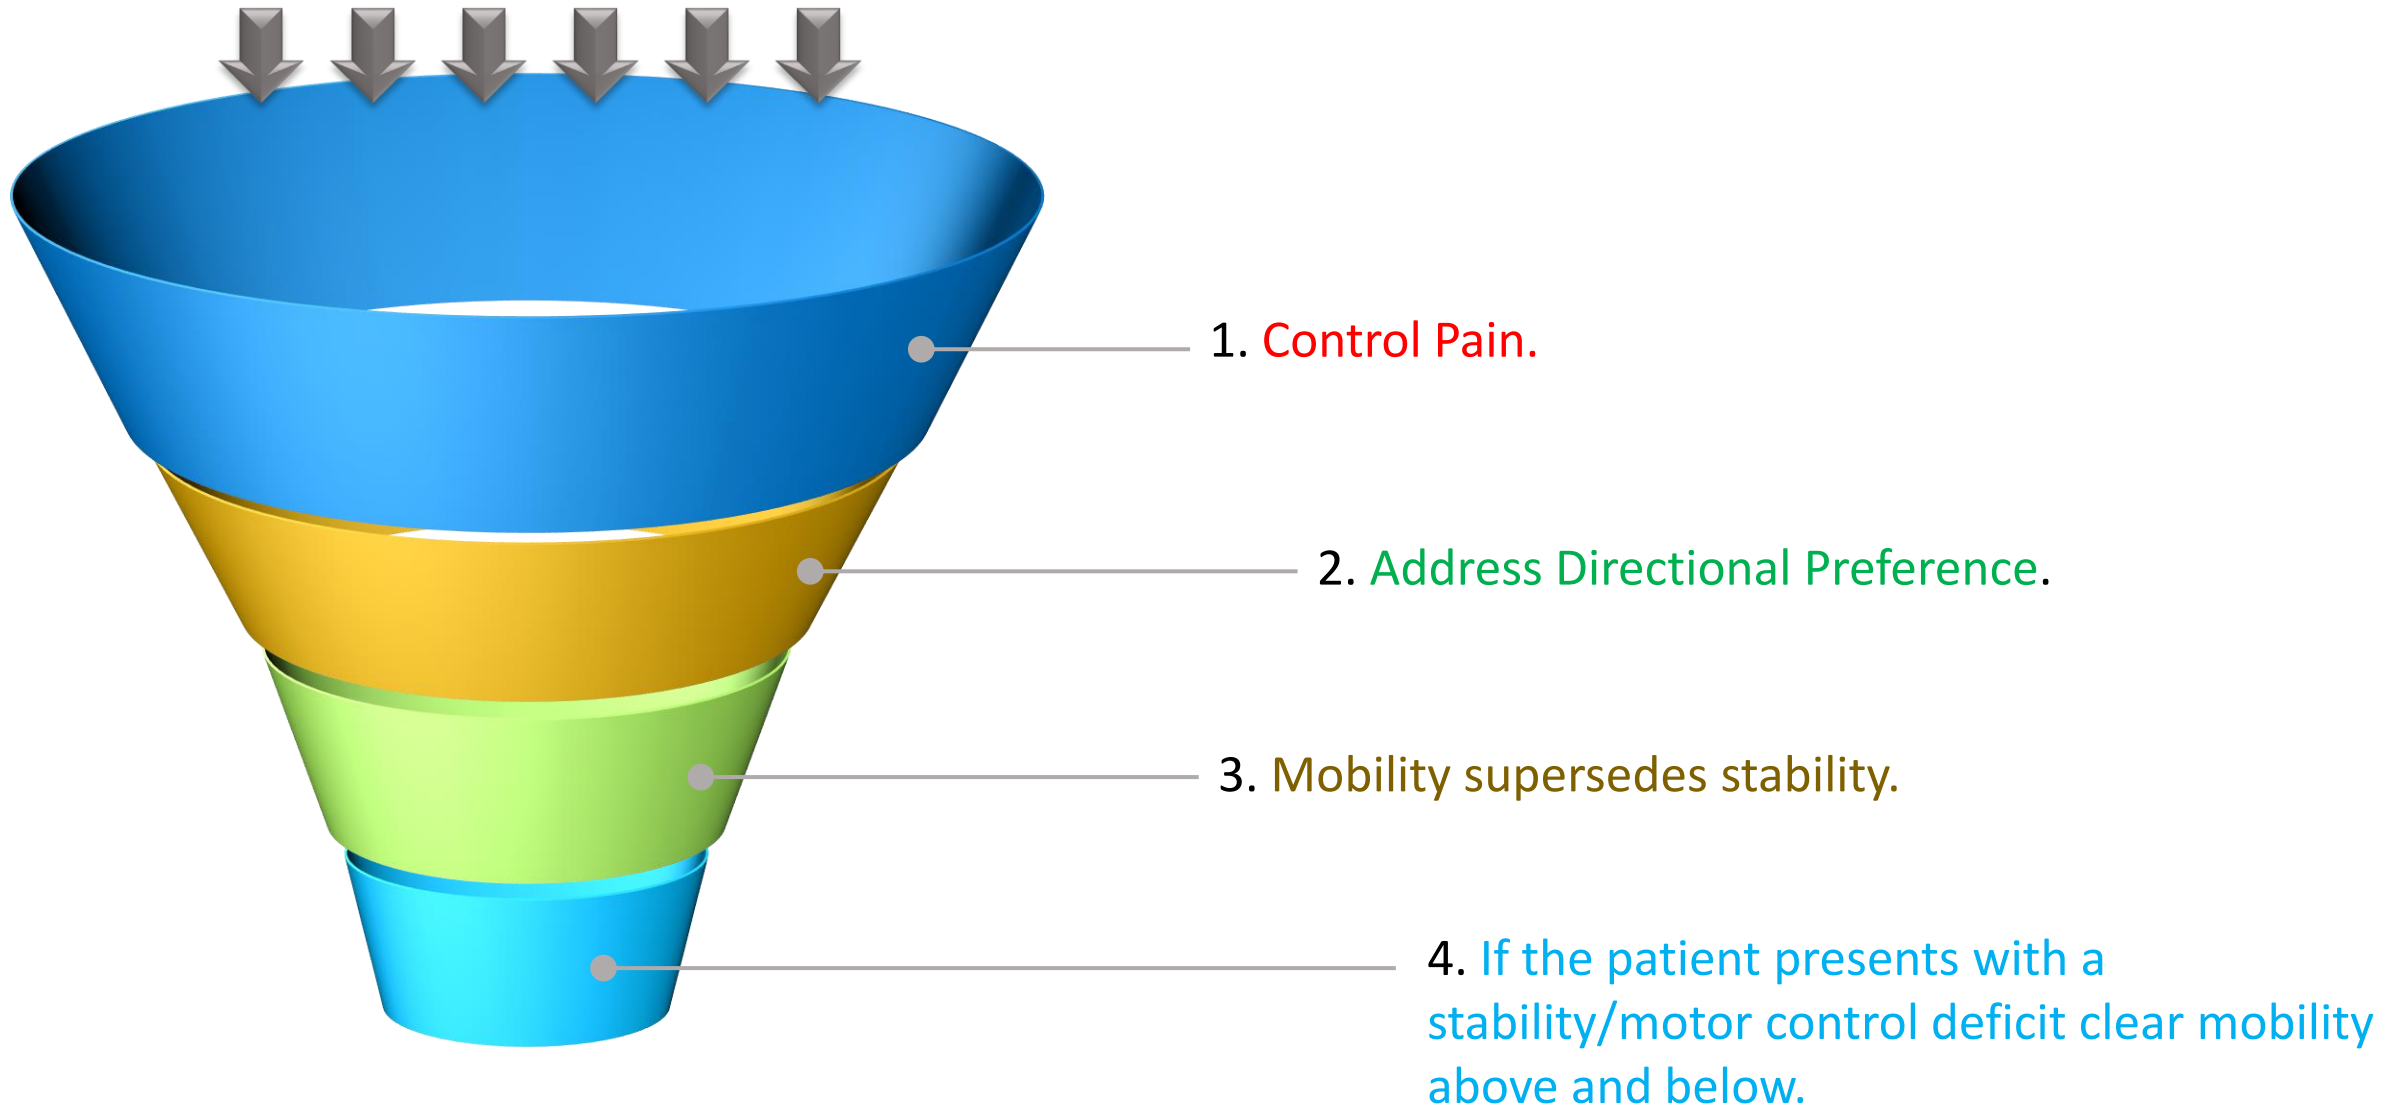 1. Control Pain.
2. Address Directional Preference.
3. Mobility supersedes stability.
4. If the patient presents with a
stability/motor control deficit clear mobility
above and below.